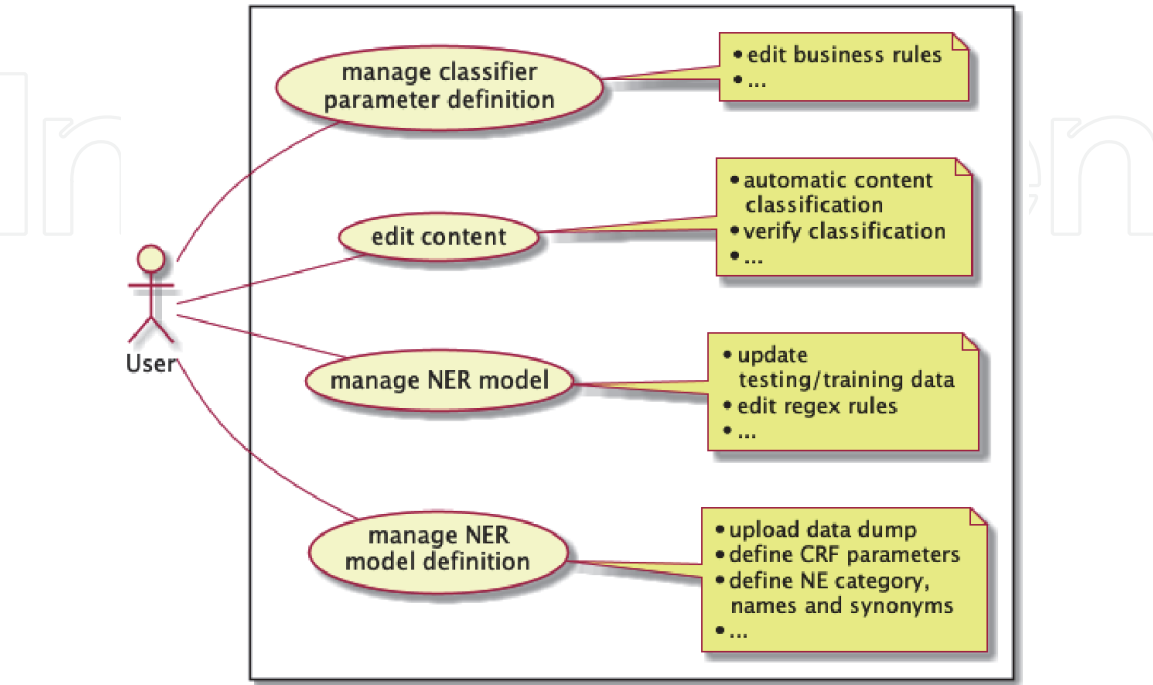 manage classifier
parameter definition
• edit business rules
• ...
edit content
• automatic content
classification
• verify classification
• ...
User
manage NER model
• update
testing/training data
• edit regex rules
• ...
manage NER
model definition
• upload data dump
• define CRF parameters
• define NE category,
names and synonyms
• ...